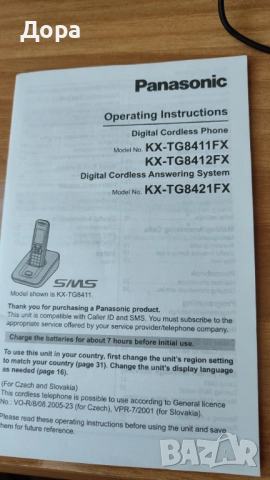 Дора
Panasonic
Operating Instructions
Digital Cordless Phone
Model No. KX-TG8411FX
KX-TG8412FX
Digital Cordless Answering System
Model No. KX-TG8421FX
SMS
Model shown is KX-TG8411.
Thank you for purchasing a Panasonic product.
This unit is compatible with Caller ID and SMS. You must subscribe to the
appropriate service offered by your service provider/telephone company.
Charge the batteries for about 7 hours before initial use.
To use this unit in your country, first change the unit's region setting
to match your country (page 31). Change the unit's display language
as needed (page 16).
(For Czech and Slovakia)
This cordless telephone is possible to use according to General licence
No.: VO-R/8/08.2005-23 (for Czech), VPR-7/2001 (for Slovakia).
Please read these operating instructions before using the unit and save
them for future reference.
bazar